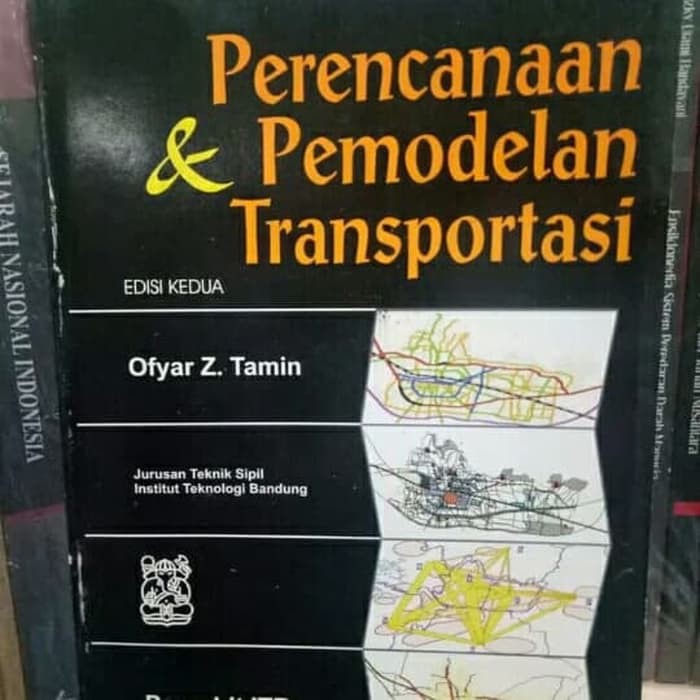 Perencanaan
& Pemodelan
Transportasi
EDISI KEDUA
Ofyar Z. Tamin
Jurusan Teknik Sipil
Institut Teknologi Bandung
SEJARAH NASIONAL INDONESIA